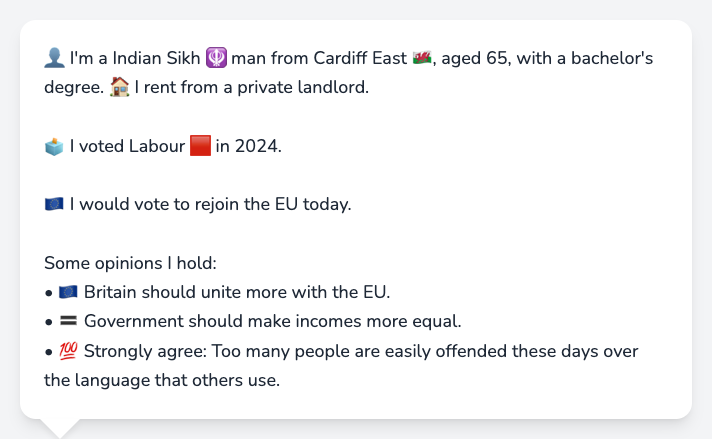 👤 I'm a Indian Sikh 🪯 man from Cardiff East 🏴󠁧󠁢󠁷󠁬󠁳󠁿, aged 65, with a bachelor's
degree. 🏠 I rent from a private landlord.
🗳️ I voted Labour 🟥 in 2024.
🇪🇺 I would vote to rejoin the EU today.
Some opinions I hold:
• 🇪🇺 Britain should unite more with the EU.
• 🟰 Government should make incomes more equal.
• 💯 Strongly agree: Too many people are easily offended these days over
the language that others use.